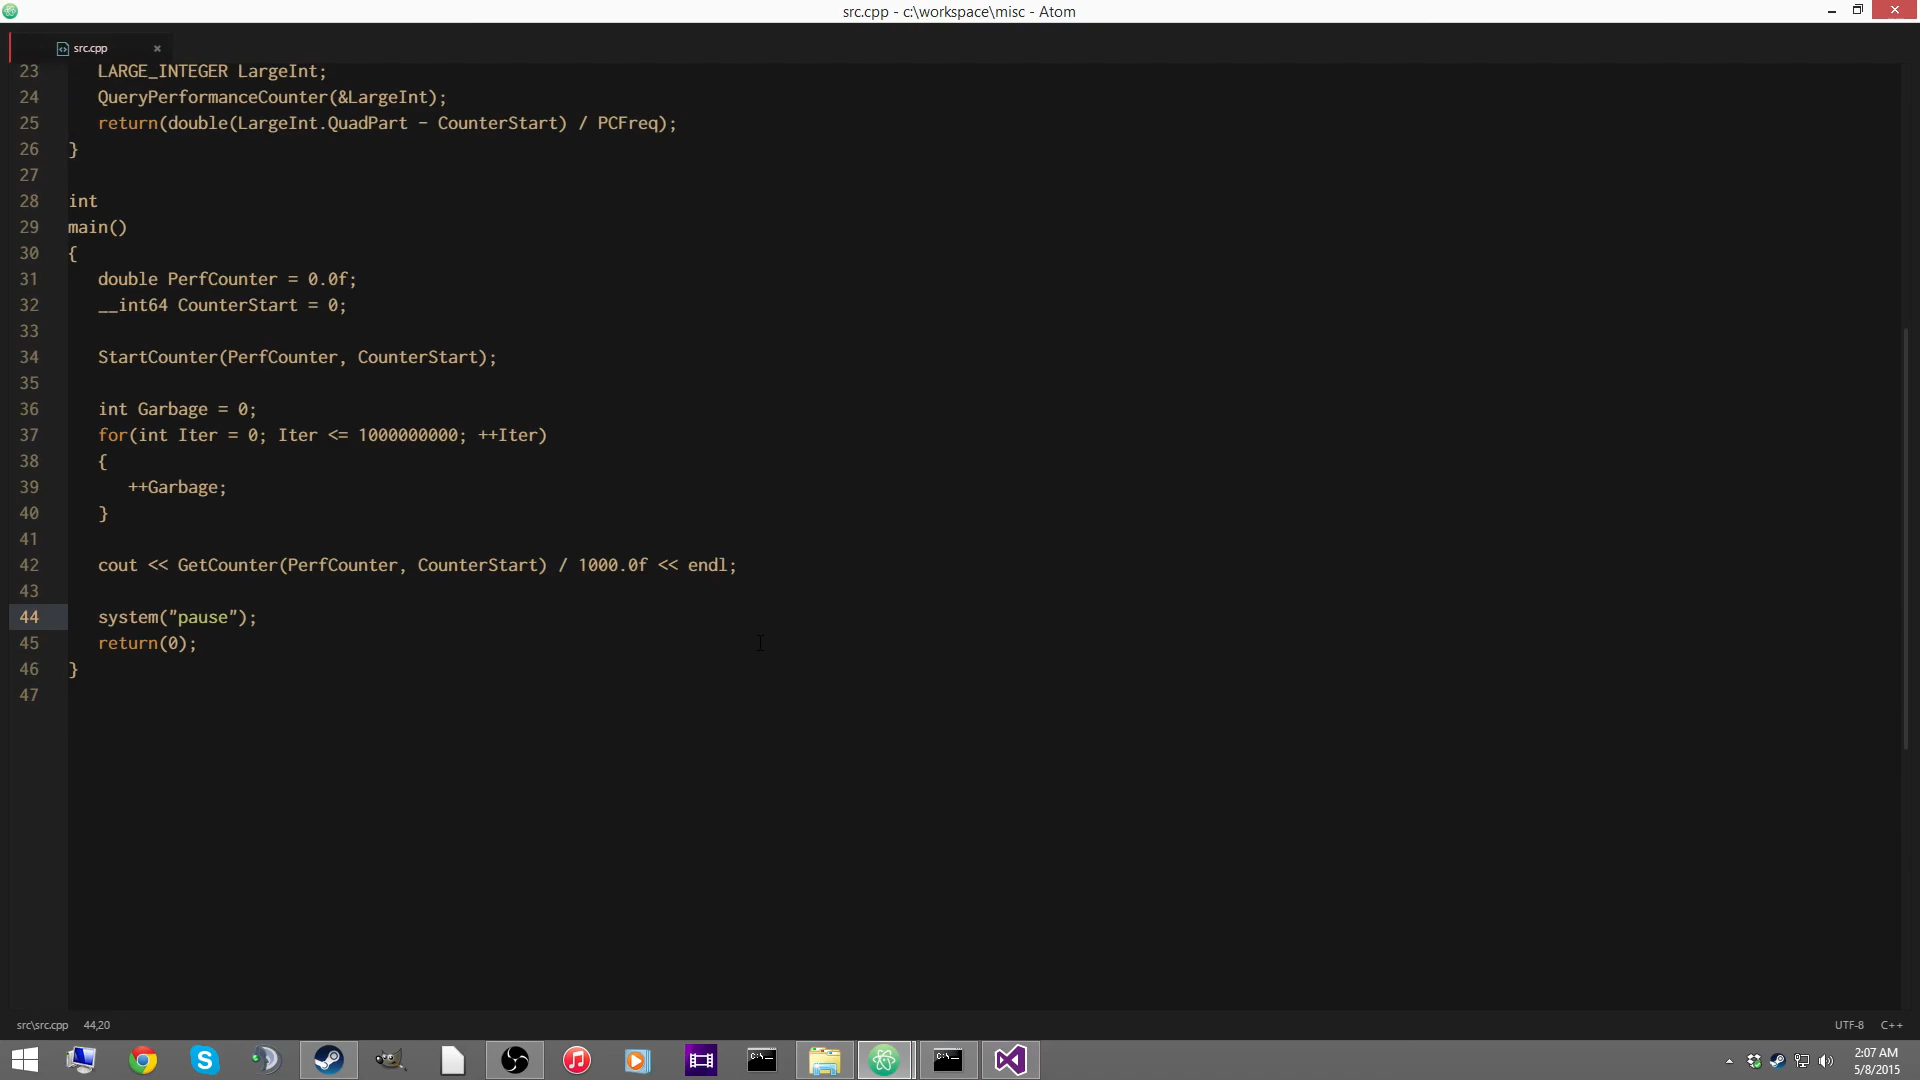 src.cpp - c:\workspace\misc - Atom
src.cpp
23 LARGE_INTEGER LargeInt;
24 QueryPerformanceCounter(&LargeInt);
25 return(double(LargeInt.QuadPart - CounterStart) / PCFreq);
26 }
27
28 int
29 main()
30 {
31 double PerfCounter = 0.0f;
32 __int64 CounterStart = 0;
33
34 StartCounter(PerfCounter, CounterStart);
35
36 int Garbage = 0;
37 for(int Iter = 0; Iter <= 1000000000; ++Iter)
38 {
39 ++Garbage;
40 }
41
42 cout << GetCounter(PerfCounter, CounterStart) / 1000.0f << endl;
43
44 system("pause");
45 return(0);
46 }
47
src\src.cpp 44,20 UTF-8 C++
2:07 AM
5/8/2015